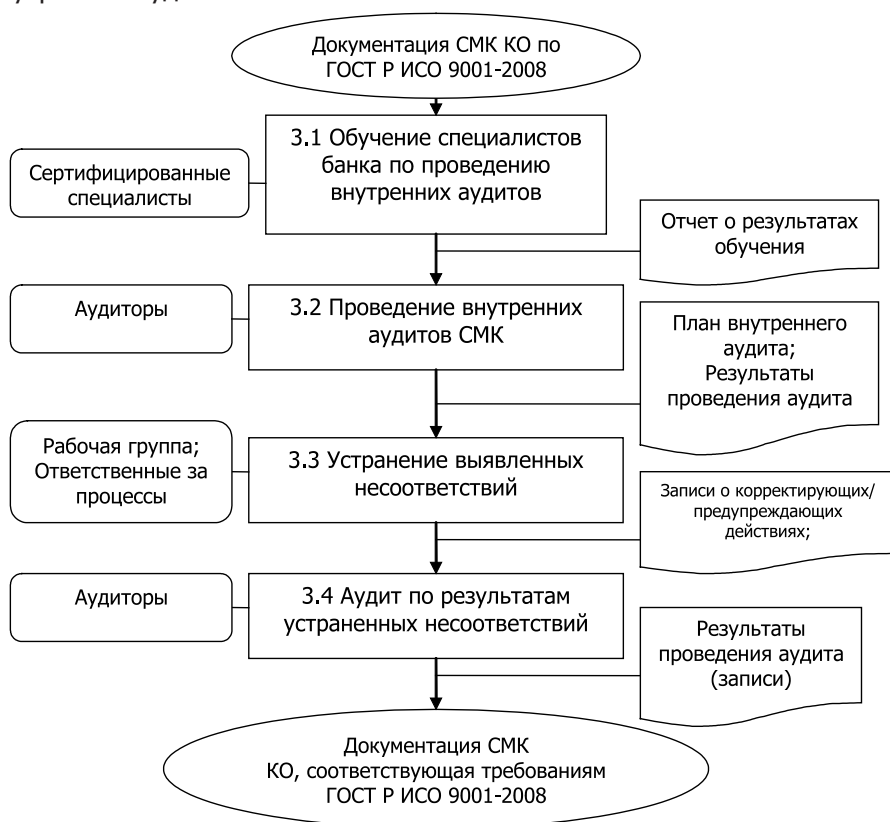 Документация СМК КО по
ГОСТ Р ИСО 9001-2008
3.1 Обучение специалистов
банка по проведению
внутренних аудитов
Сертифицированные
специалисты
Отчет о результатах
обучения
Аудиторы
3.2 Проведение внутренних
аудитов СМК
План внутреннего
аудита;
Результаты
проведения аудита
Рабочая группа;
Ответственные за
процессы
3.3 Устранение выявленных
несоответствий
Записи о корректирующих/
предупреждающих
действиях;
Аудиторы
3.4 Аудит по результатам
устраненных несоответствий
Результаты
проведения аудита
(записи)
Документация СМК
КО, соответствующая требованиям
ГОСТ Р ИСО 9001-2008